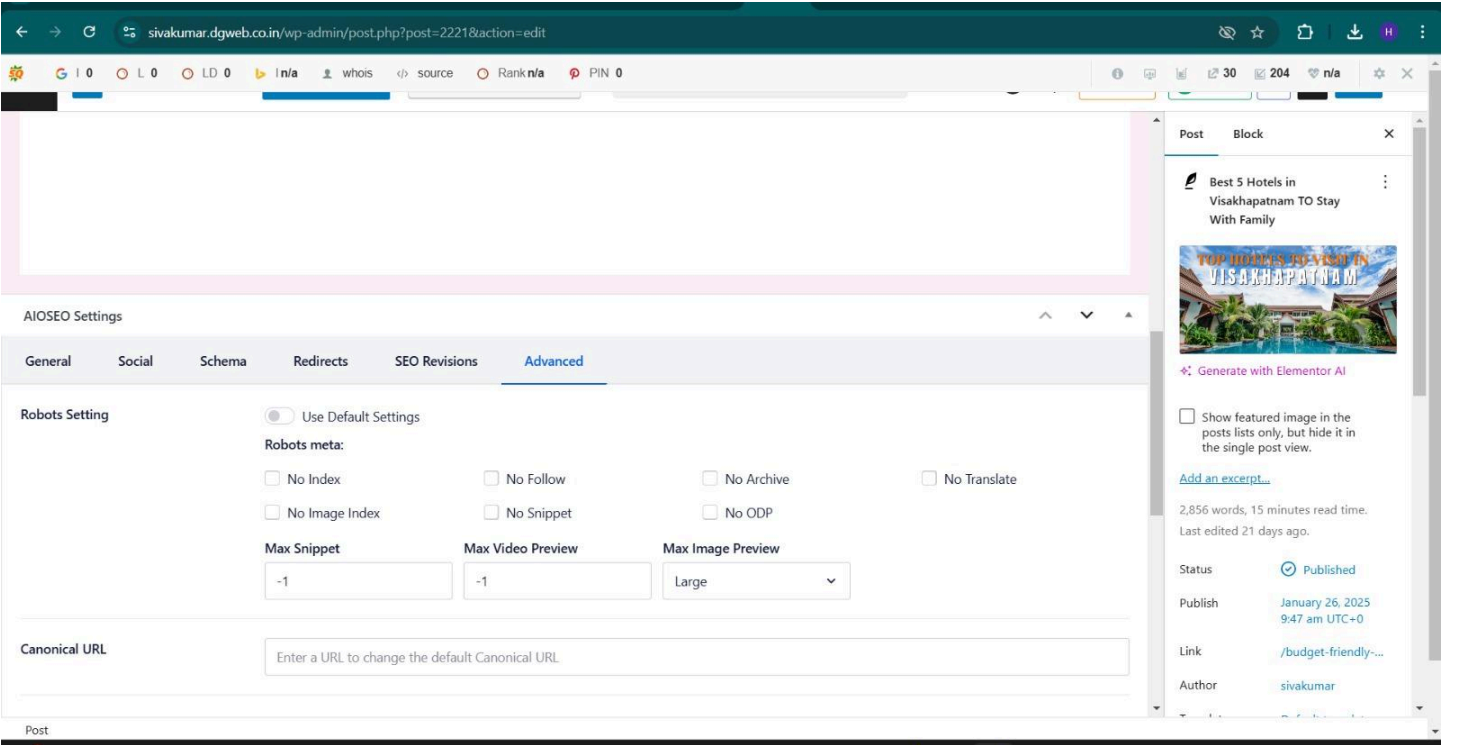 sivakumar.dgweb.co.in/wp-admin/post.php?post=2221&action=edit
H
SQ G I 0 L 0 LD 0 I n/a whois source Rank n/a PIN 0 30 204 n/a
Post Block
Best 5 Hotels in
Visakhapatnam TO Stay
With Family
TOP HOTELS TO VISIT IN
VISAKHAPATNAM
Generate with Elementor AI
Show featured image in the
posts lists only, but hide it in
the single post view.
Add an excerpt...
2,856 words, 15 minutes read time.
Last edited 21 days ago.
Status Published
Publish January 26, 2025
9:47 am UTC+0
Link /budget-friendly-...
Author sivakumar
AIOSEO Settings
General Social Schema Redirects SEO Revisions Advanced
Robots Setting Use Default Settings
Robots meta:
No Index No Follow No Archive No Translate
No Image Index No Snippet No ODP
Max Snippet Max Video Preview Max Image Preview
-1 -1 Large
Canonical URL Enter a URL to change the default Canonical URL
Post